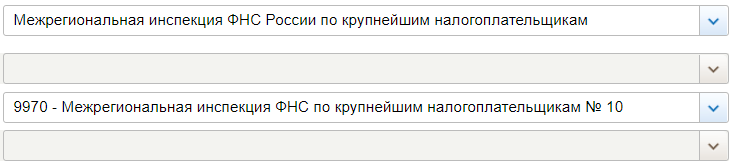 Межрегиональная инспекция ФНС России по крупнейшим налогоплательщикам
9970 - Межрегиональная инспекция ФНС по крупнейшим налогоплательщикам № 10